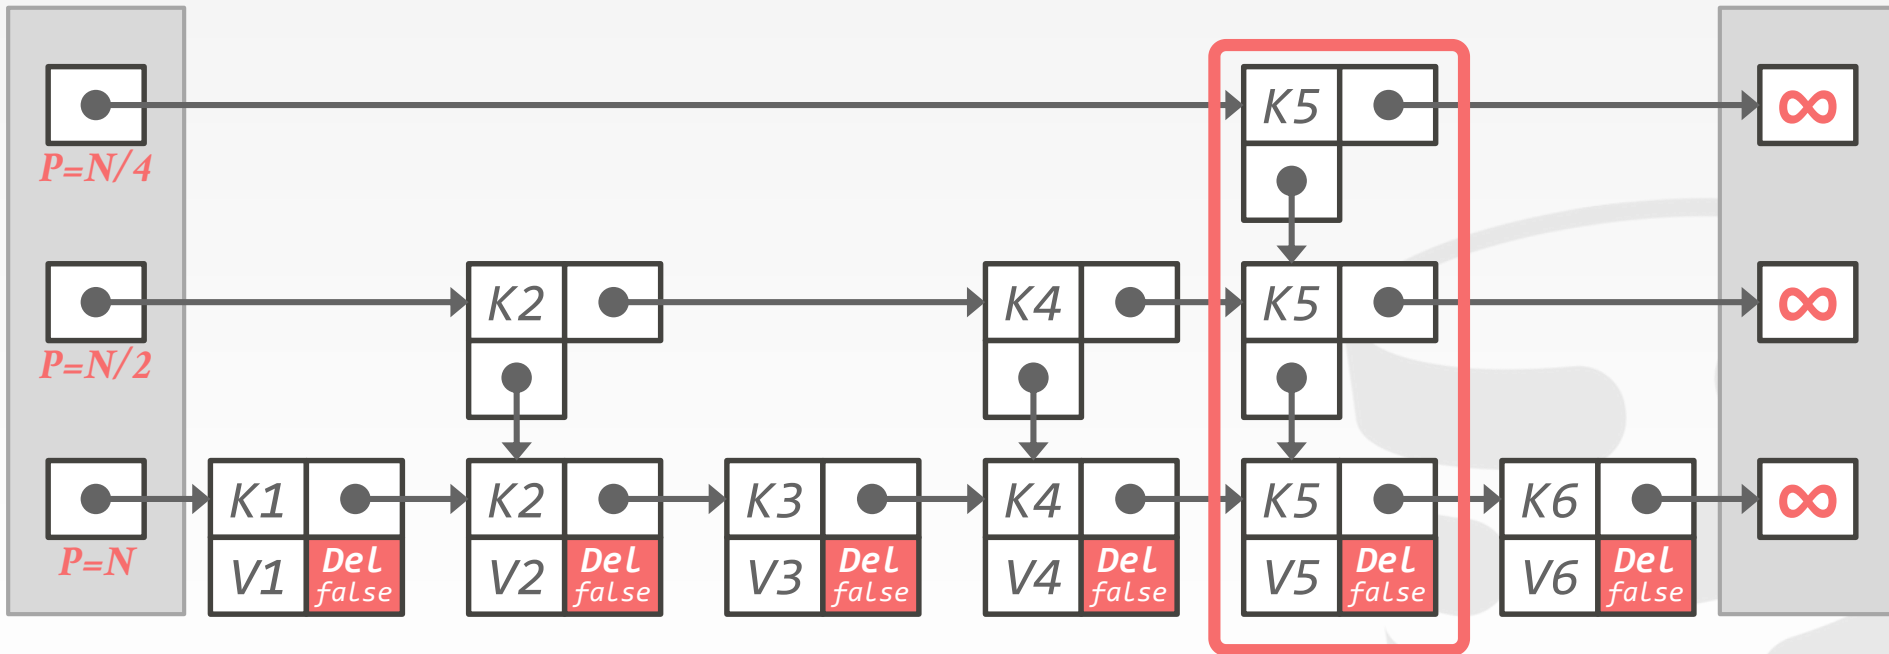 K5 ∞
P=N/4
K2 K4 K5 ∞
P=N/2
K1 K2 K3 K4 K5 K6 ∞
P=N
V1 Del false V2 Del false V3 Del false V4 Del false V5 Del false V6 Del false